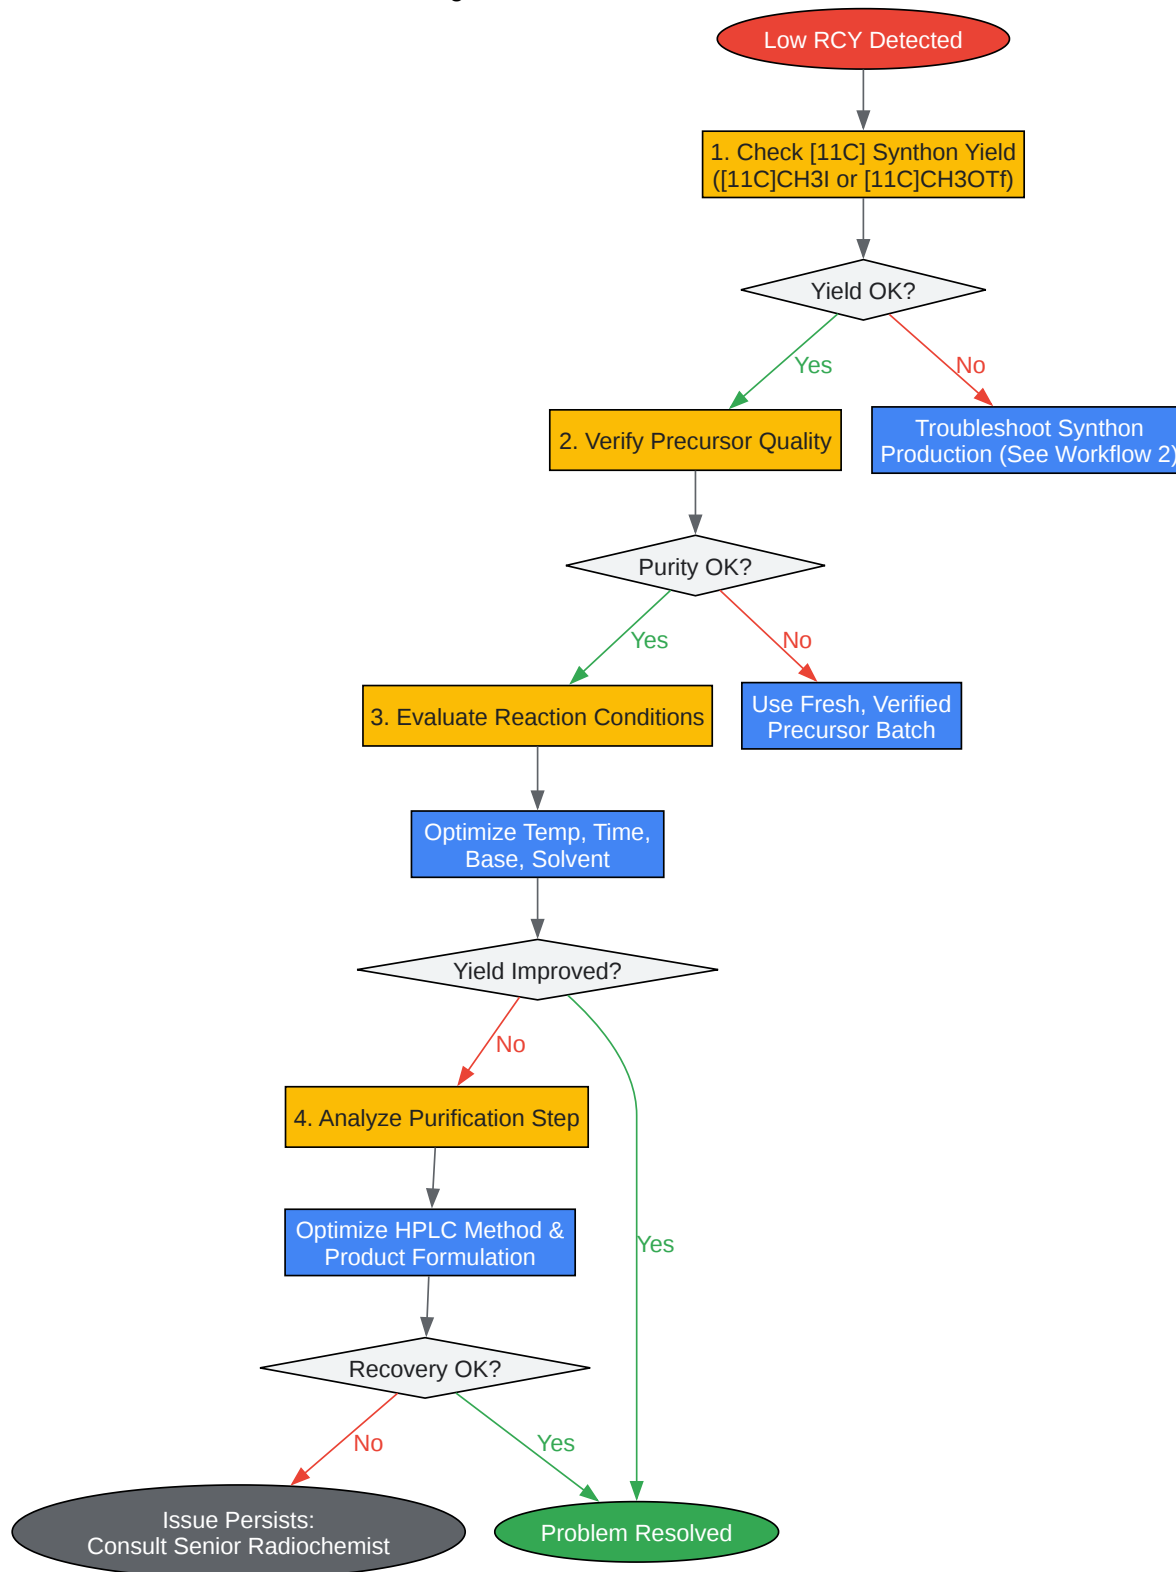 Low RCY Detected
1. Check [11C] Synthon Yield
([11C]CH3I or [11C]CH3OTf)
Yield OK?
Yes
No
2. Verify Precursor Quality
Troubleshoot Synthon
Production (See Workflow 2)
Purity OK?
Yes
No
3. Evaluate Reaction Conditions
Use Fresh, Verified
Precursor Batch
Optimize Temp, Time,
Base, Solvent
Yield Improved?
No
4. Analyze Purification Step
Optimize HPLC Method &
Product Formulation
Yes
Recovery OK?
No
Yes
Issue Persists:
Consult Senior Radiochemist
Problem Resolved